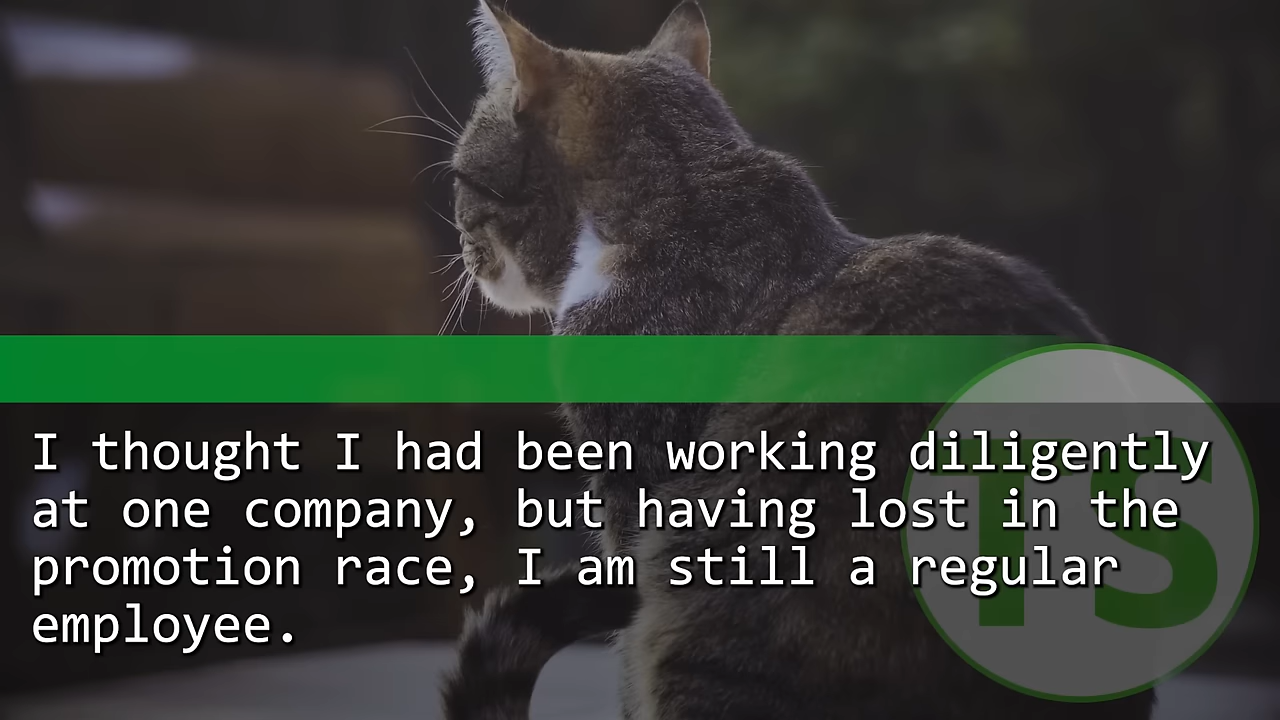 I thought I had been working diligently
at one company, but having lost in the
promotion race, I am still a regular
employee.
TS